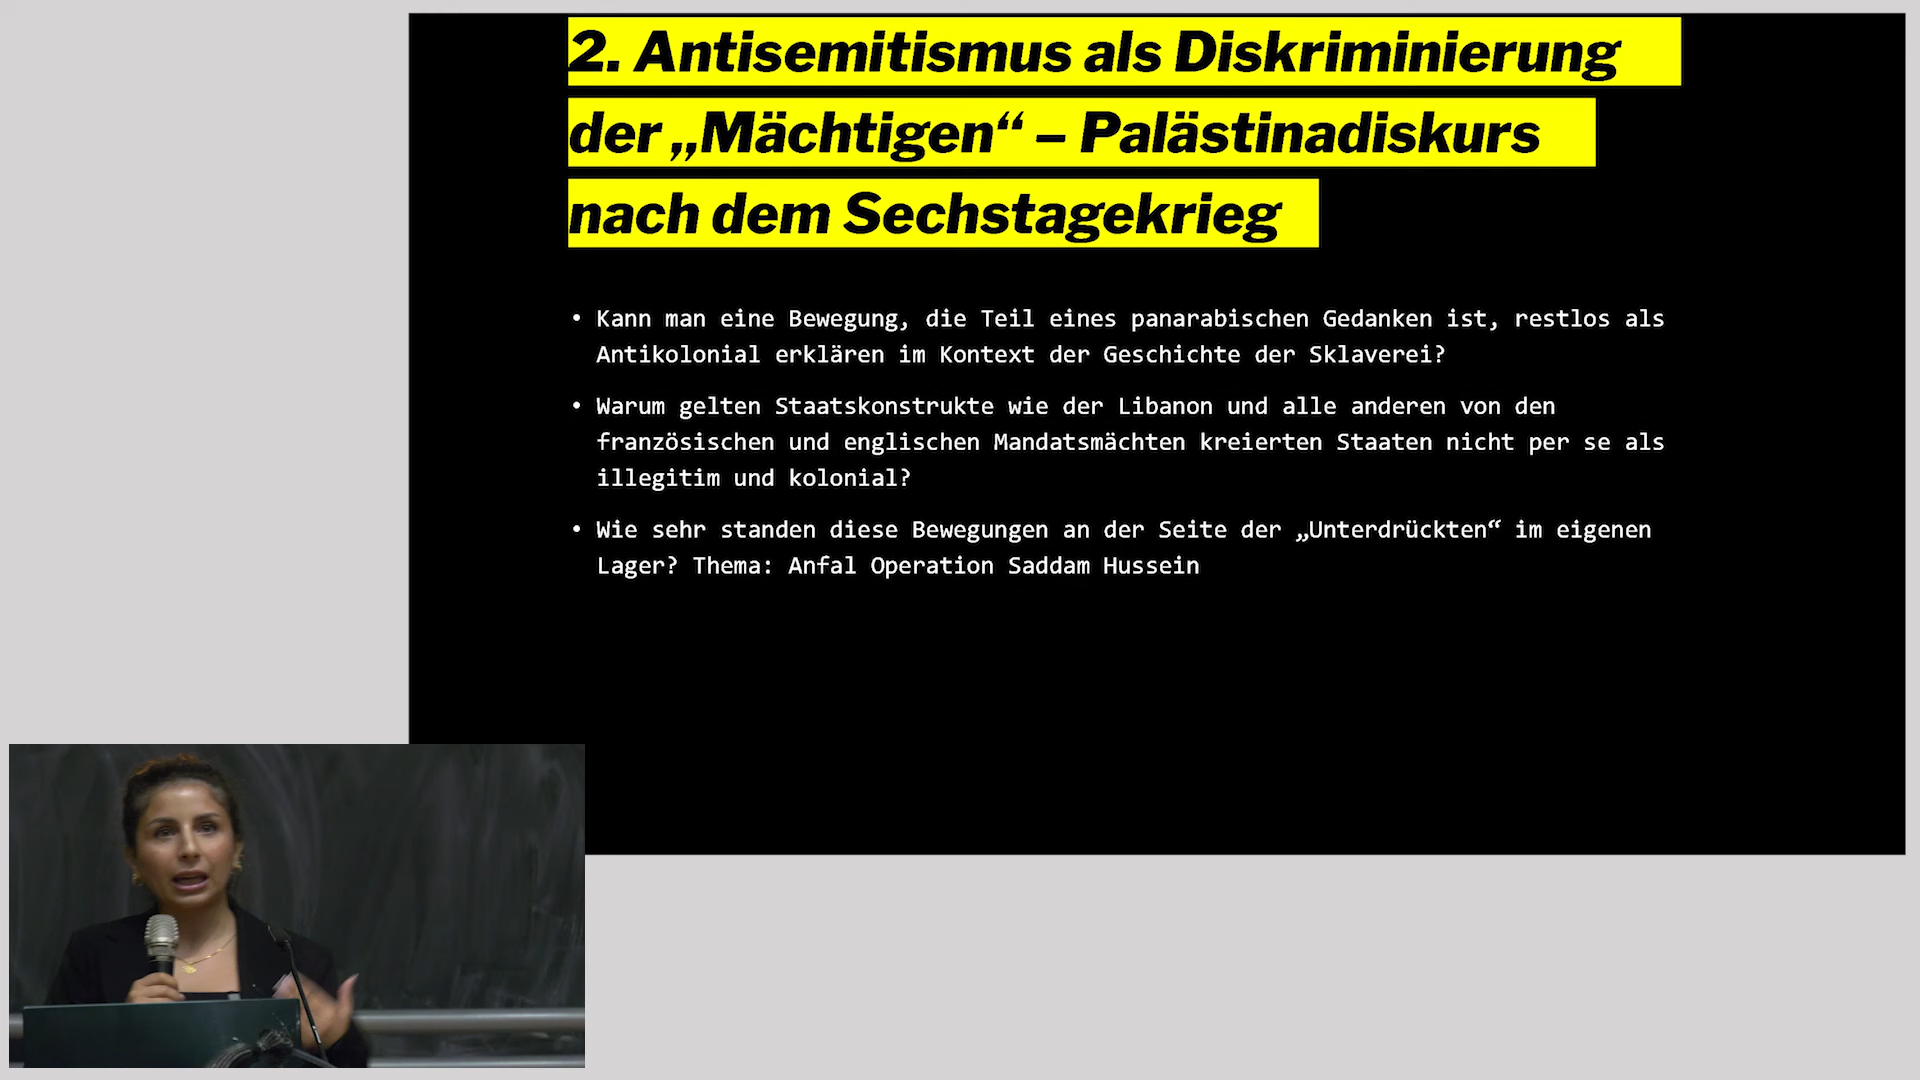 2. Antisemitismus als Diskriminierung
der „Mächtigen“ – Palästinadiskurs
nach dem Sechstagekrieg
• Kann man eine Bewegung, die Teil eines panarabischen Gedanken ist, restlos als
Antikolonial erklären im Kontext der Geschichte der Sklaverei?
• Warum gelten Staatskonstrukte wie der Libanon und alle anderen von den
französischen und englischen Mandatsmächten kreierten Staaten nicht per se als
illegitim und kolonial?
• Wie sehr standen diese Bewegungen an der Seite der „Unterdrückten“ im eigenen
Lager? Thema: Anfal Operation Saddam Hussein